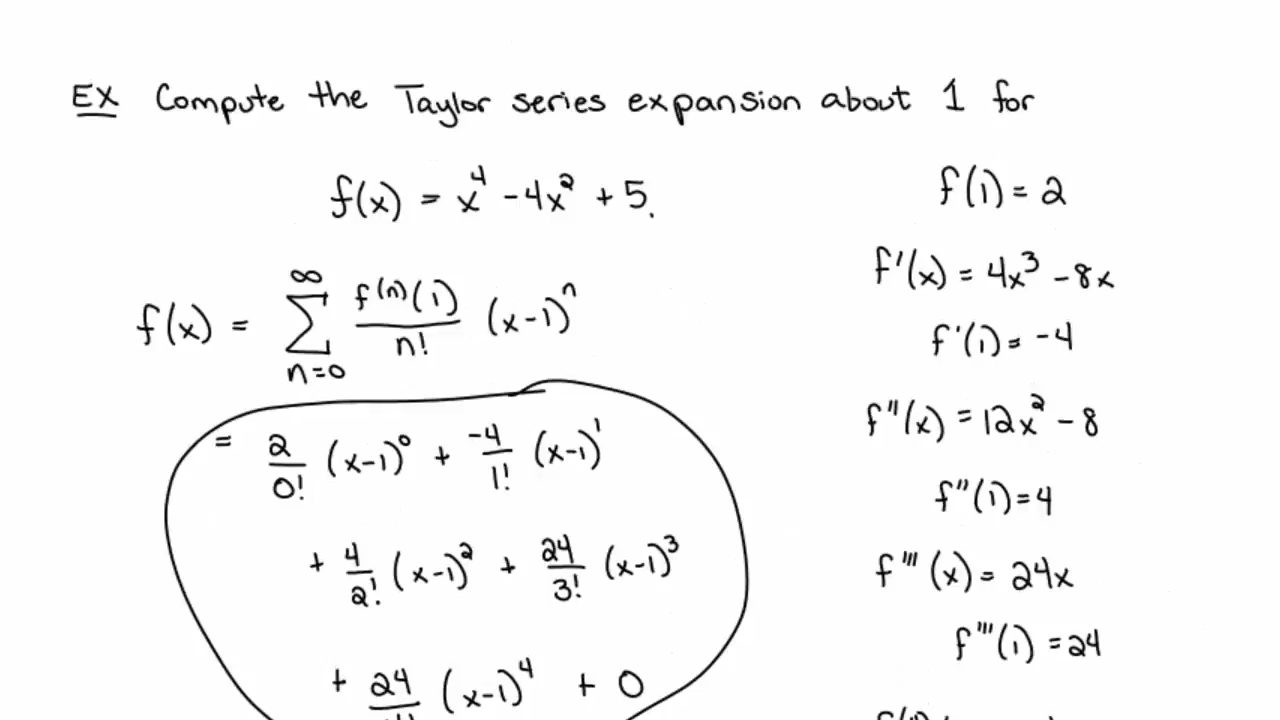 EX Compute the Taylor series expansion about 1 for
f(x) = x⁴ - 4x² + 5.
f(1) = 2
f'(x) = 4x³ - 8x
f'(1) = -4
f''(x) = 12x² - 8
f''(1) = 4
f'''(x) = 24x
f'''(1) = 24
f(x) = ∑_{n=0}^{∞} f⁽ⁿ⁾(1)/n! (x-1)ⁿ
= 2/0! (x-1)⁰ + -4/1! (x-1)¹
+ 4/2! (x-1)² + 24/3! (x-1)³
+ 24/4! (x-1)⁴ + 0